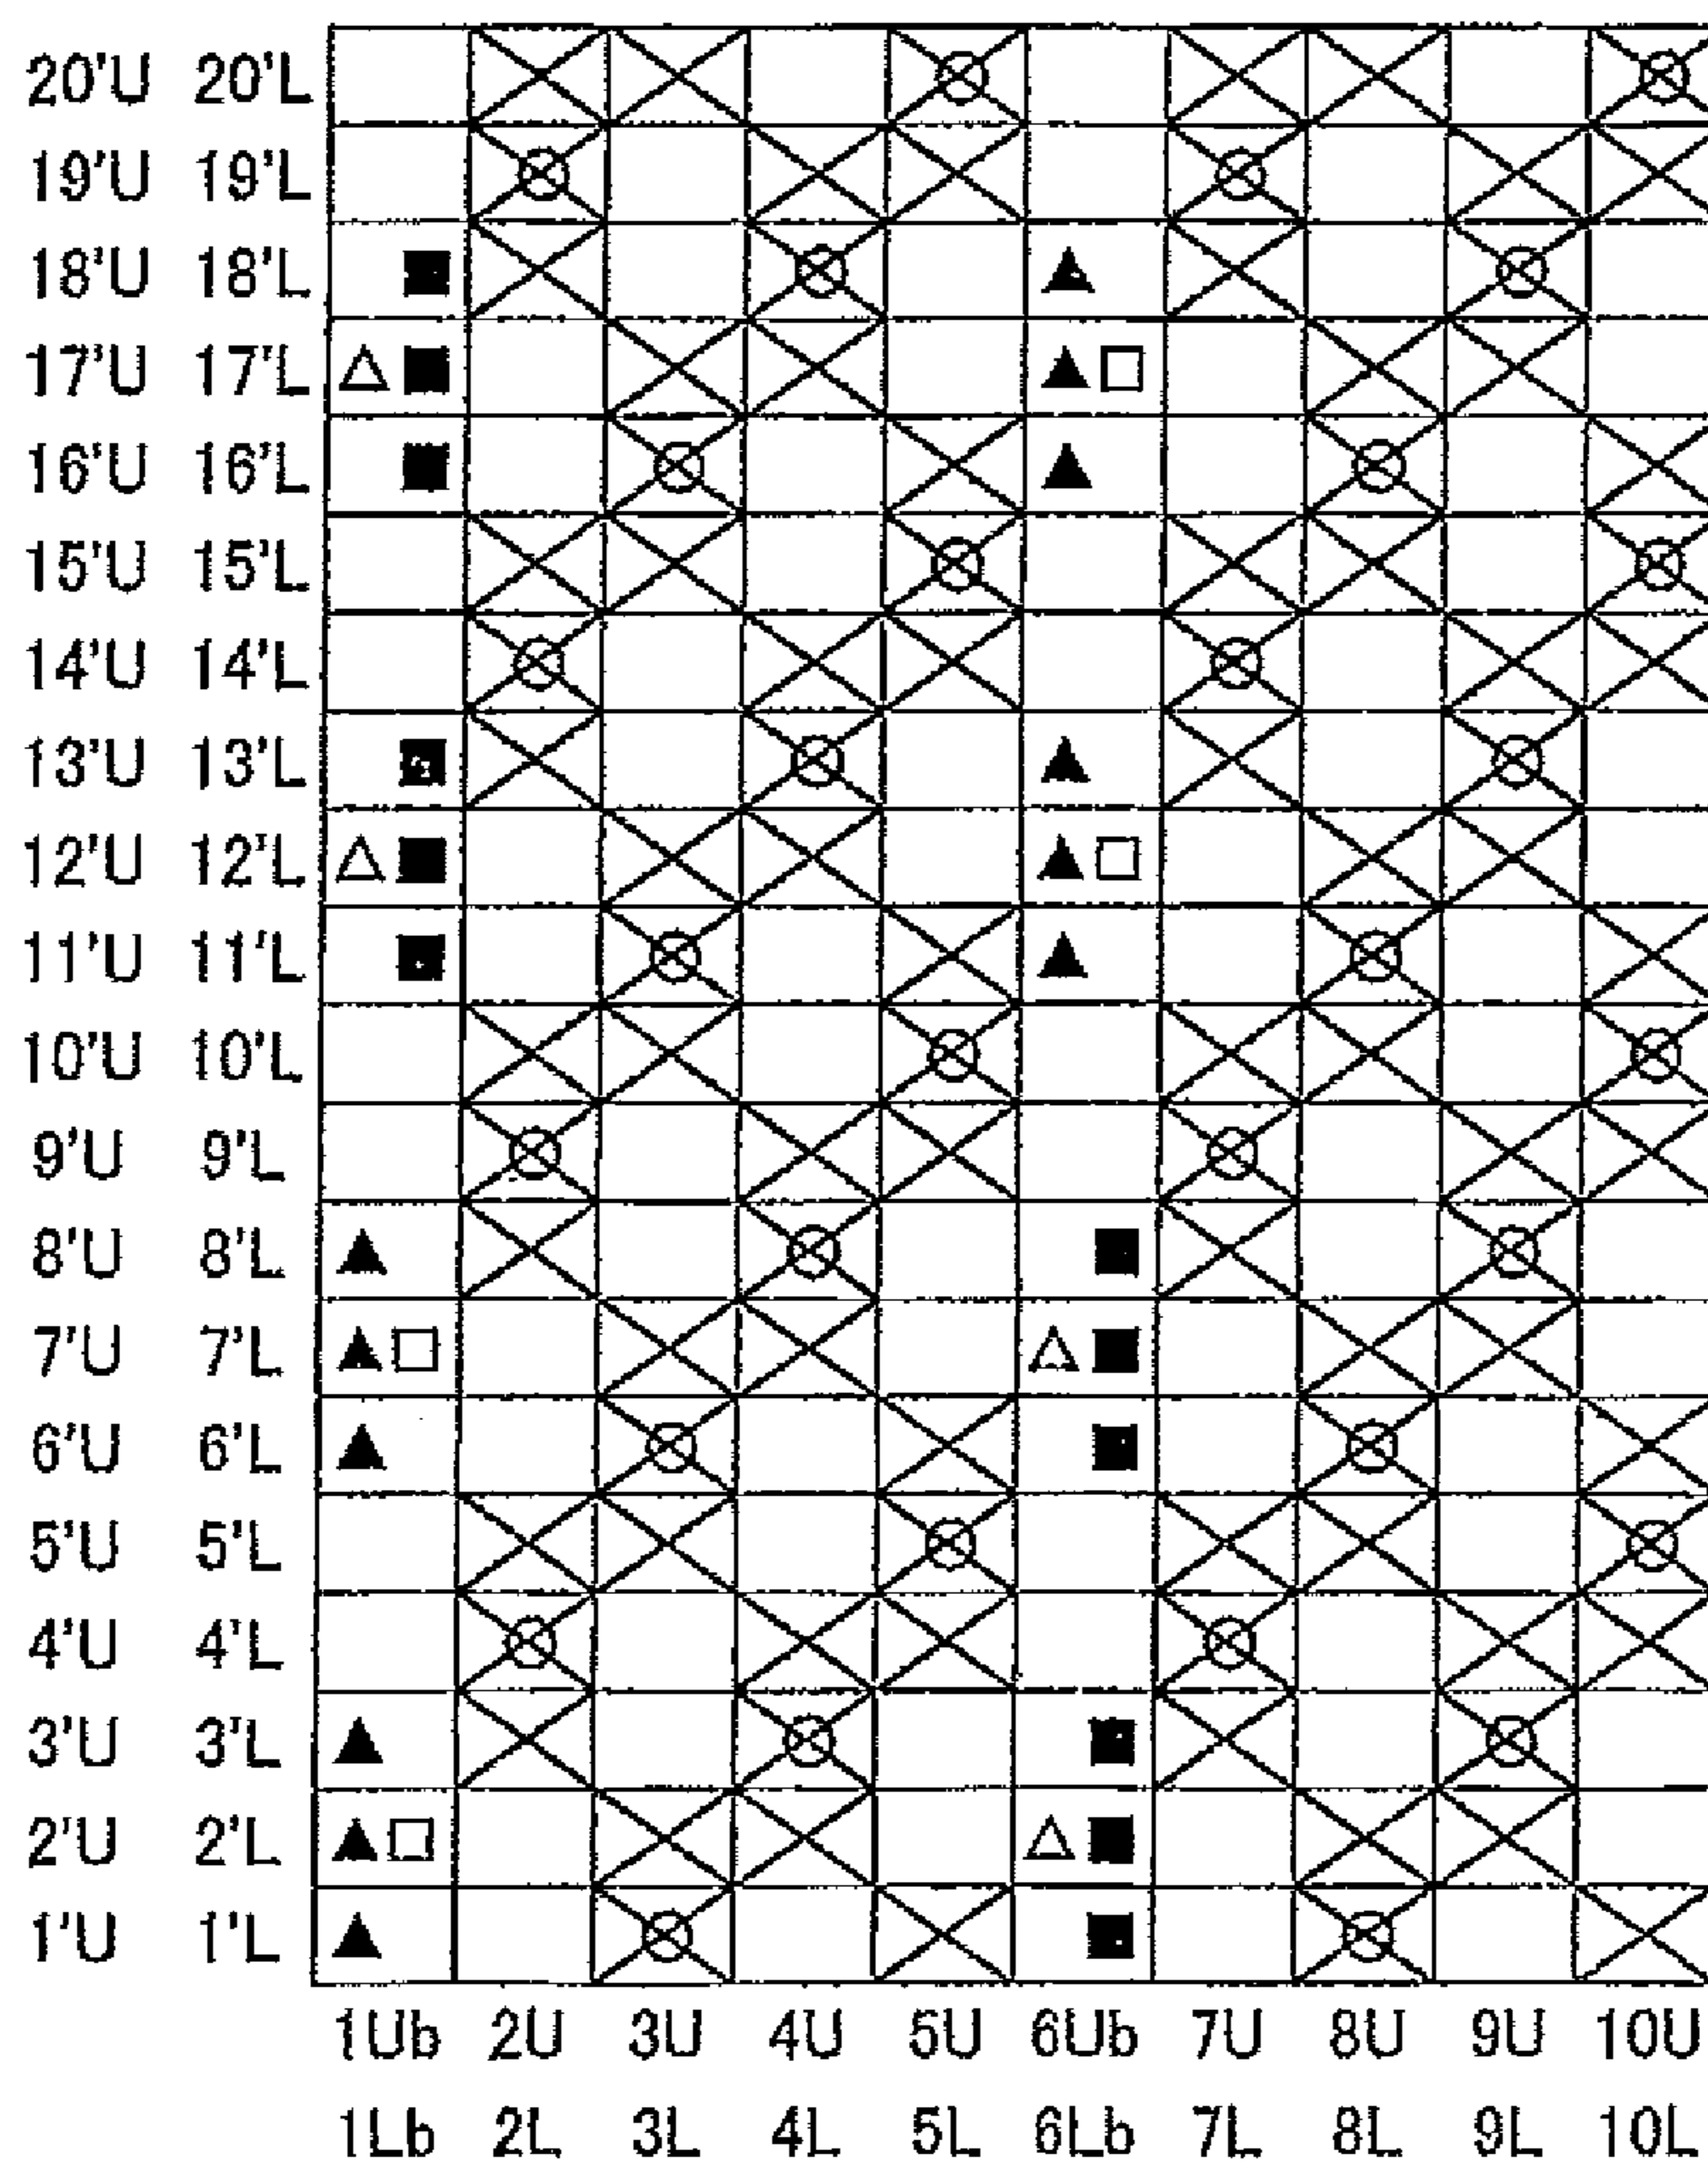 20'U 20'L
19'U 19'L
18'U 18'L
17'U 17'L
16'U 16'L
15'U 15'L
14'U 14'L
13'U 13'L
12'U 12'L
11'U 11'L
10'U 10'L
9'U 9'L
8'U 8'L
7'U 7'L
6'U 6'L
5'U 5'L
4'U 4'L
3'U 3'L
2'U 2'L
1'U 1'L
1Ub 2U 3U 4U 5U 6Ub 7U 8U 9U 10U
1Lb 2L 3L 4L 5L 6Lb 7L 8L 9L 10L